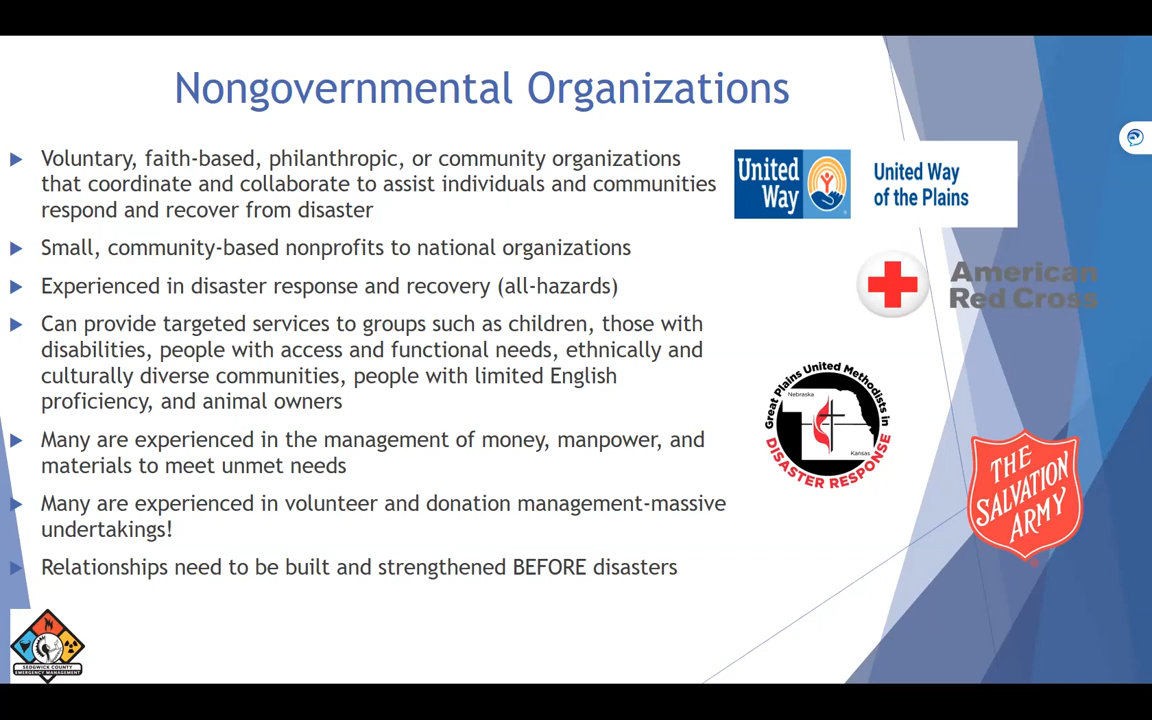 Nongovernmental Organizations
Voluntary, faith-based, philanthropic, or community organizations
that coordinate and collaborate to assist individuals and communities
respond and recover from disaster
Small, community-based nonprofits to national organizations
Experienced in disaster response and recovery (all-hazards)
Can provide targeted services to groups such as children, those with
disabilities, people with access and functional needs, ethnically and
culturally diverse communities, people with limited English
proficiency, and animal owners
Many are experienced in the management of money, manpower, and
materials to meet unmet needs
Many are experienced in volunteer and donation management-massive
undertakings!
Relationships need to be built and strengthened BEFORE disasters
United
Way
United Way
of the Plains
American
Red Cross
Great Plains United Methodists in
Nebraska
Kansas
DISASTER RESPONSE
THE
SALVATION
ARMY
SEDGWICK COUNTY
EMERGENCY MANAGEMENT